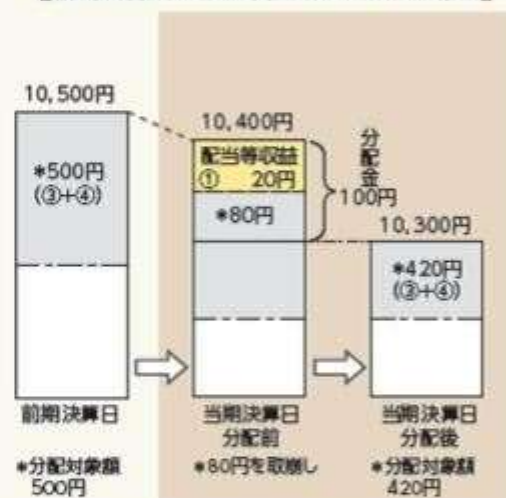 10,500円
*500円
(③+④)
前期決算日
*分配対象額
500円
10,400円
配当等収益
① 20円
*80円
分配金
100円
当期決算日
分配前
*80円を取崩し
10,300円
*420円
(③+④)
当期決算日
分配後
*分配対象額
420円